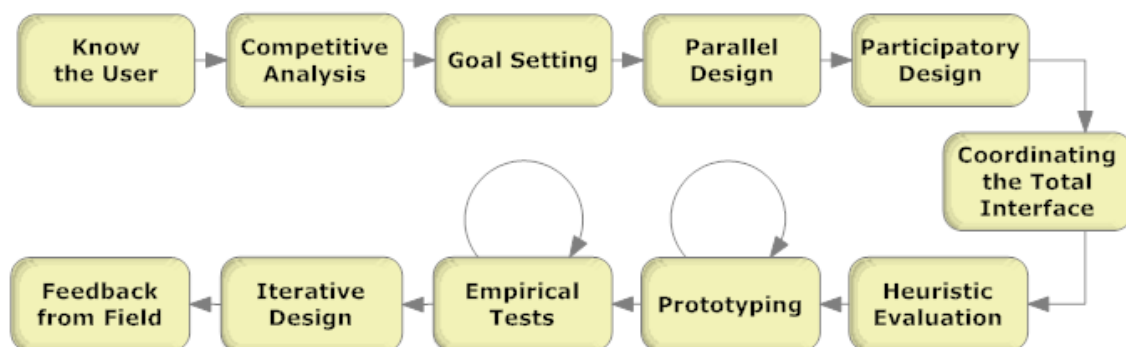 Know
the User
Competitive
Analysis
Goal Setting
Parallel
Design
Participatory
Design
Coordinating
the Total
Interface
Heuristic
Evaluation
Prototyping
Empirical
Tests
Iterative
Design
Feedback
from Field